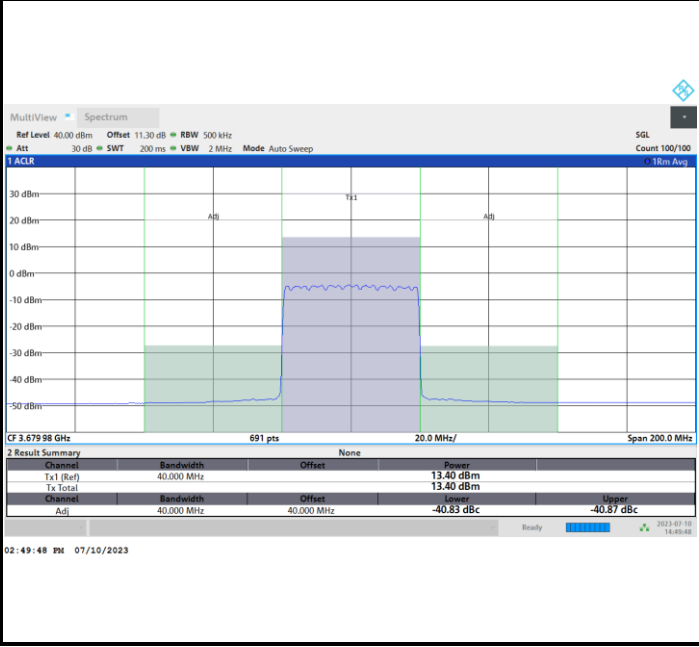 MultiView Spectrum
Ref Level 40.00 dBm Offset 11.30 dB RBW 500 kHz SGL
Att 30 dB SWT 200 ms VBW 2 MHz Mode Auto Sweep Count 100/100
1 ACLR 1Rm Avg
Tx1
30 dBm
Adj Adj
20 dBm
10 dBm
0 dBm
-10 dBm
-20 dBm
-30 dBm
-40 dBm
-50 dBm
CF 3.679 98 GHz 691 pts 20.0 MHz/ Span 200.0 MHz
2 Result Summary None
Channel Bandwidth Offset Power
Tx1 (Ref) 40.000 MHz 13.40 dBm
Tx Total 13.40 dBm
Channel Bandwidth Offset Lower Upper
Adj 40.000 MHz 40.000 MHz -40.83 dBc -40.87 dBc
Ready 2023-07-10
14:49:48
02:49:48 PM 07/10/2023